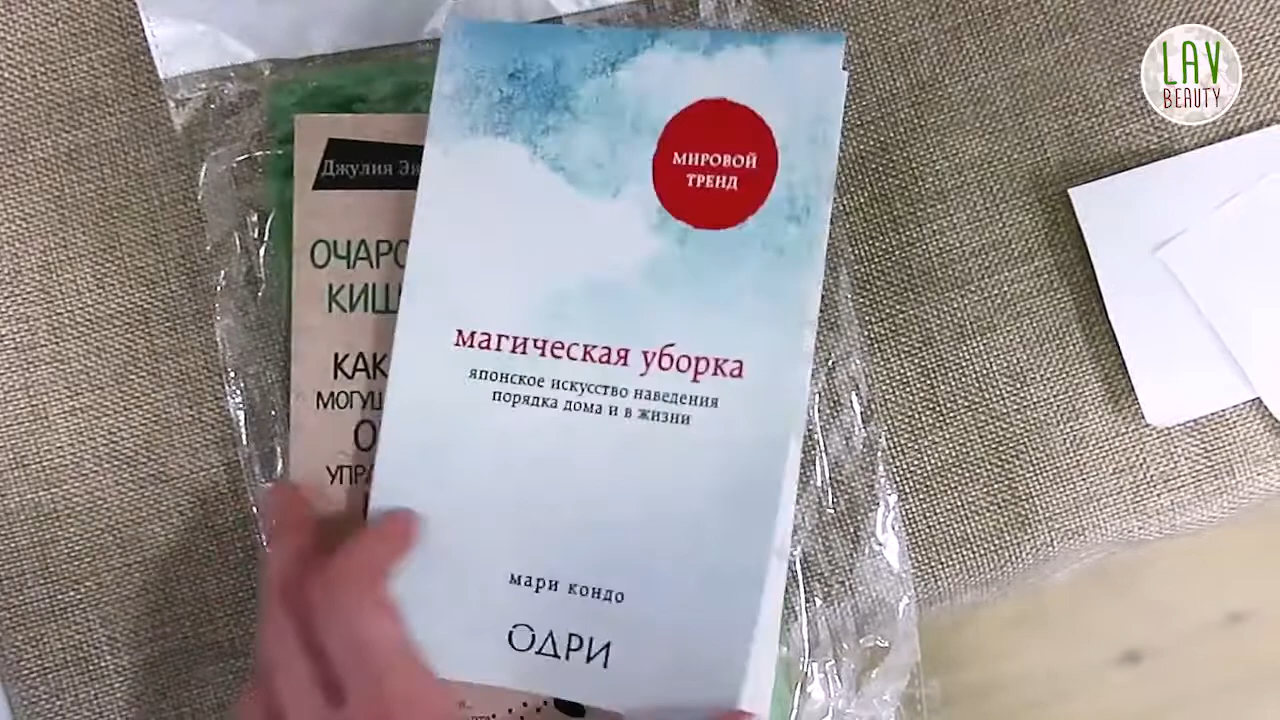 LAV
BEAUTY
МИРОВОЙ
ТРЕНД
магическая уборка
японское искусство наведения
порядка дома и в жизни
мари кондо
ОДРИ
Джулия Эн
ОЧАРО
КИШ
КАК
МОГУЩ
О
УПРА